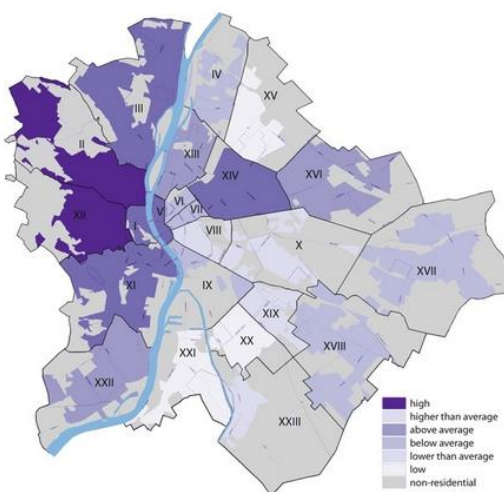 IV
XV
III
II
XIII
XIV
XVI
VI
V
VII
XII
I
VIII
X
XVII
XI
IX
XIX
XX
XVIII
XXI
XXII
XXIII
high
higher than average
above average
below average
lower than average
low
non-residential